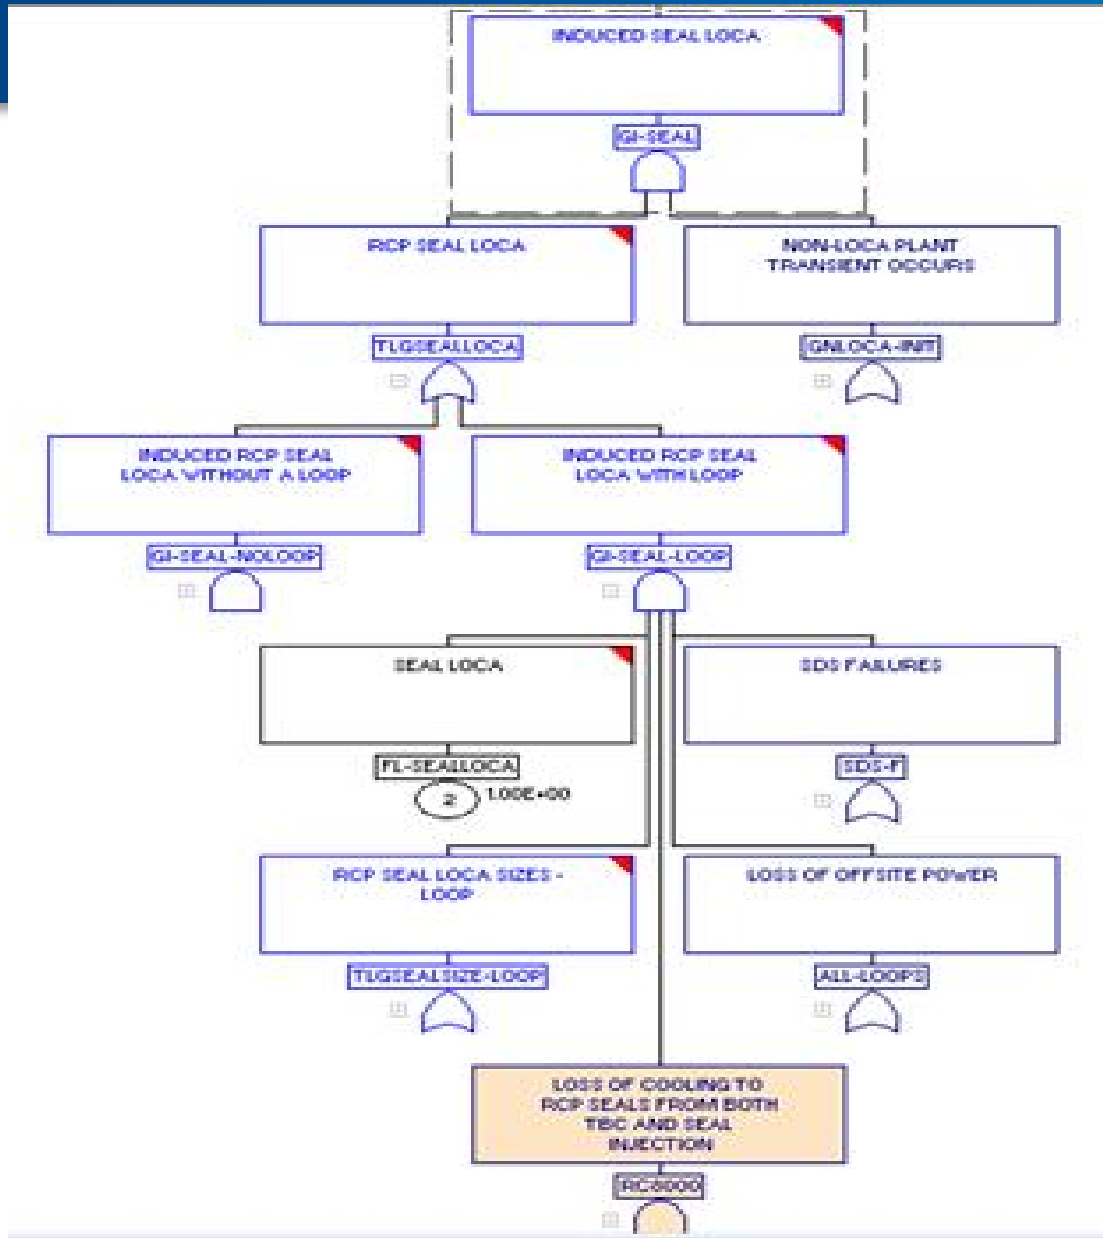 INDUCED SEAL LOCA
GI-SEAL
RCP SEAL LOCA
NON-LOCA PLANT
TRANSIENT OCCURS
TLGSEALLOCA
IGNLOCA-INIT
INDUCED RCP SEAL
LOCA WITHOUT A LOOP
INDUCED RCP SEAL
LOCA WITH LOOP
GI-SEAL-NOLOOP
GI-SEAL-LOOP
SEAL LOCA
SDS FAILURES
FL-SEALLOCA
SDS-F
2
1.00E+00
RCP SEAL LOCA SIZES -
LOOP
LOSS OF OFFSITE POWER
TLGSEALSIZE-LOOP
ALL-LOOPS
LOSS OF COOLING TO
RCP SEALS FROM BOTH
TBC AND SEAL
INJECTION